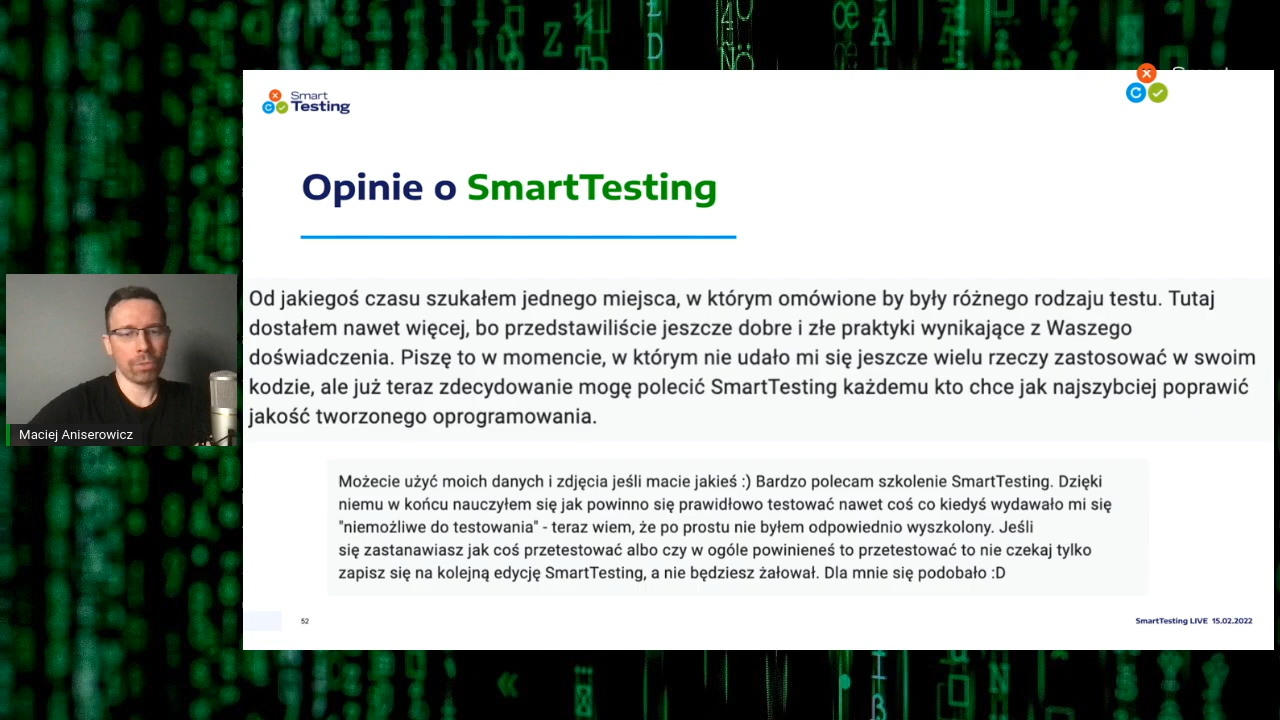 Smart
Smart
Testing
Opinie o SmartTesting
Od jakiegoś czasu szukałem jednego miejsca, w którym omówione by były różnego rodzaju testu. Tutaj
dostałem nawet więcej, bo przedstawiliście jeszcze dobre i złe praktyki wynikające z Waszego
doświadczenia. Piszę to w momencie, w którym nie udało mi się jeszcze wielu rzeczy zastosować w swoim
kodzie, ale już teraz zdecydowanie mogę polecić SmartTesting każdemu kto chce jak najszybciej poprawić
jakość tworzonego oprogramowania.
Maciej Aniserowicz
Możecie użyć moich danych i zdjęcia jeśli macie jakieś :) Bardzo polecam szkolenie SmartTesting. Dzięki
niemu w końcu nauczyłem się jak powinno się prawidłowo testować nawet coś co kiedyś wydawało mi się
"niemożliwe do testowania" - teraz wiem, że po prostu nie byłem odpowiednio wyszkolony. Jeśli
się zastanawiasz jak coś przetestować albo czy w ogóle powinieneś to przetestować to nie czekaj tylko
zapisz się na kolejną edycję SmartTesting, a nie będziesz żałował. Dla mnie się podobało :D
52
SmartTesting LIVE 15.02.2022